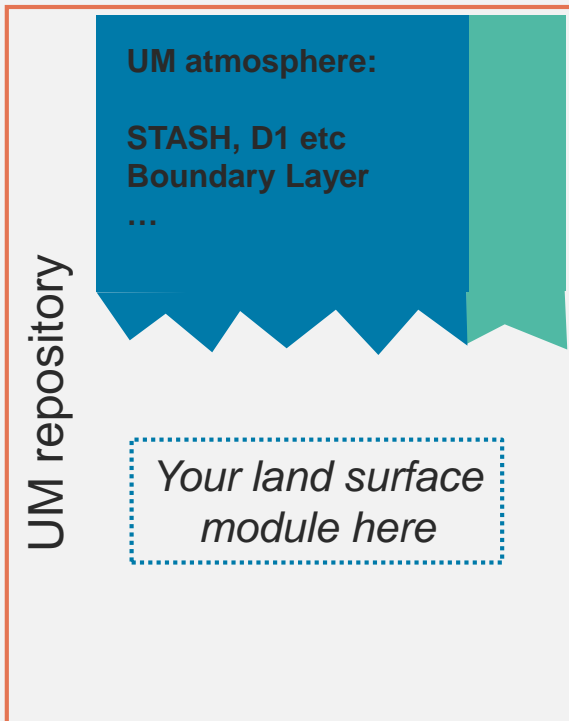 UM atmosphere:
STASH, D1 etc
Boundary Layer
…
UM repository
Your land surface
module here